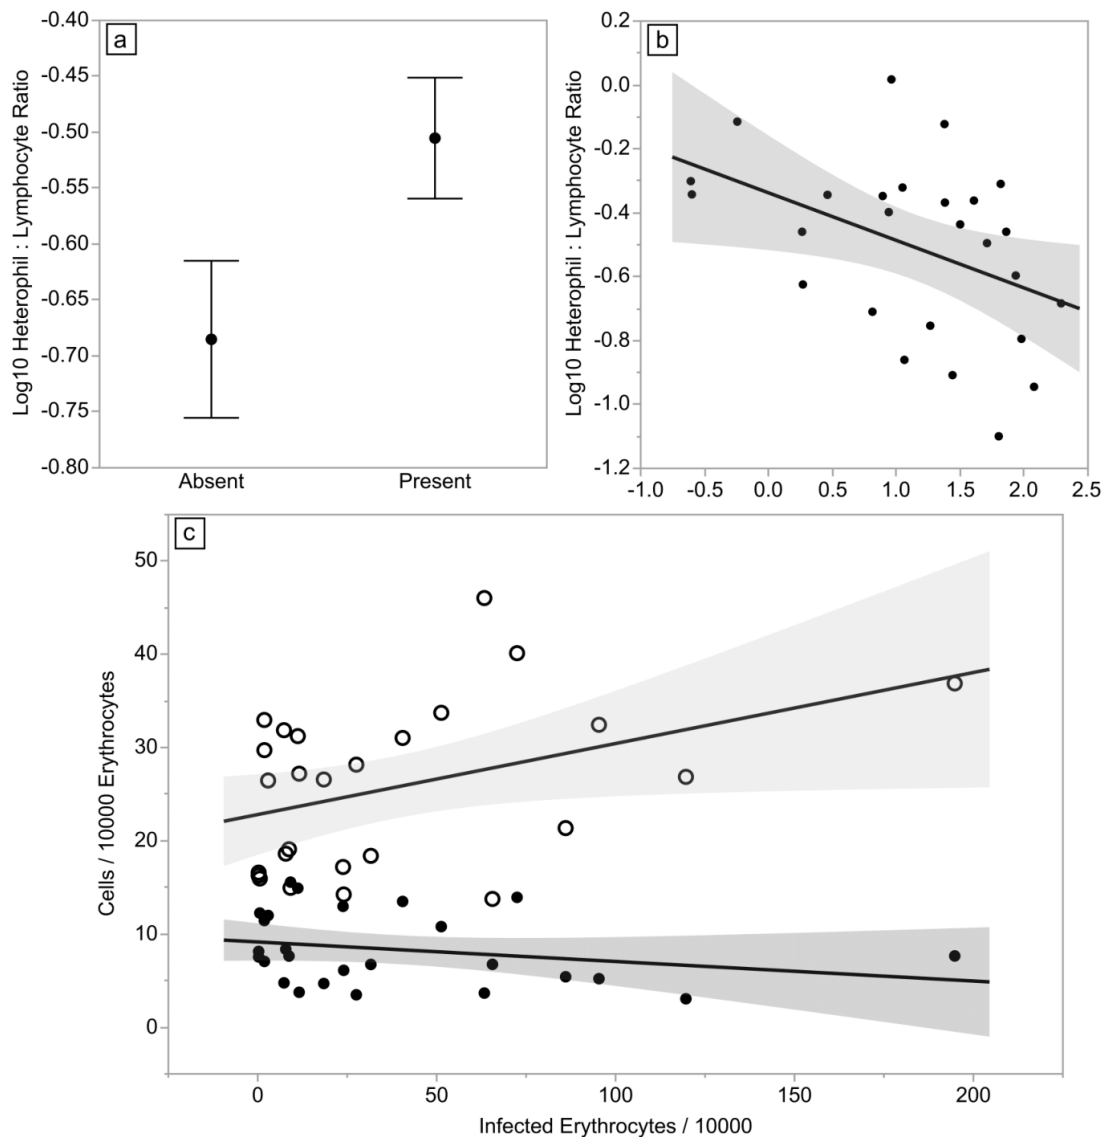 a
Log10 Heterophil : Lymphocyte Ratio
-0.40
-0.45
-0.50
-0.55
-0.60
-0.65
-0.70
-0.75
-0.80
Absent Present
b
Log10 Heterophil : Lymphocyte Ratio
0.2
0.0
-0.2
-0.4
-0.6
-0.8
-1.0
-1.2
-1.0 -0.5 0.0 0.5 1.0 1.5 2.0 2.5
c
Cells / 10000 Erythrocytes
50
40
30
20
10
0
0 50 100 150 200
Infected Erythrocytes / 10000